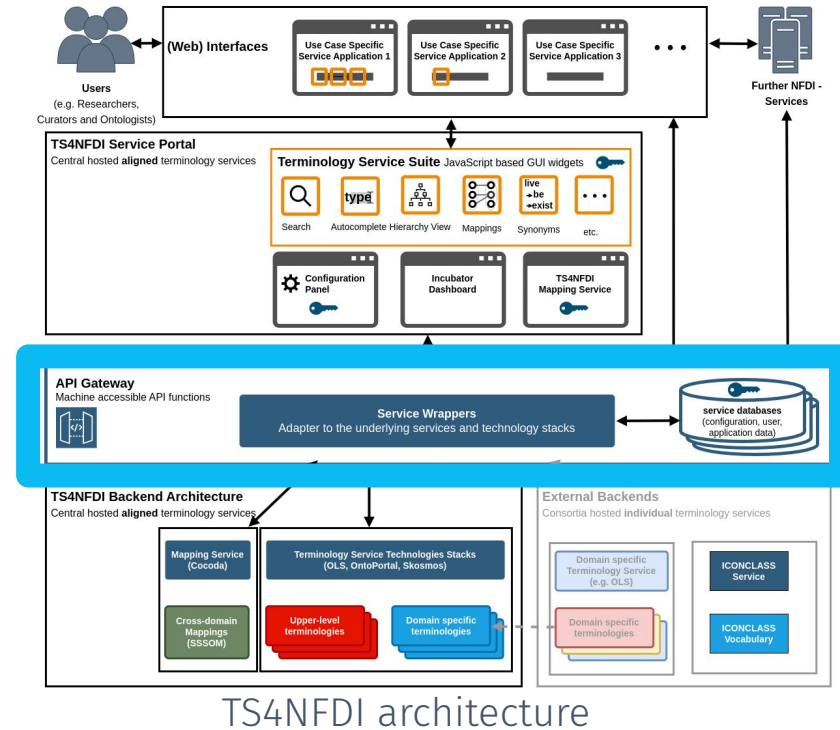 (Web) Interfaces
Use Case Specific
Service Application 1
Use Case Specific
Service Application 2
Use Case Specific
Service Application 3
Users
(e.g. Researchers,
Curators and Ontologists)
Further NFDI -
Services
TS4NFDI Service Portal
Central hosted aligned terminology services
Terminology Service Suite JavaScript based GUI widgets
type
live
be
exist
Search
Autocomplete
Hierarchy View
Mappings
Synonyms
etc.
Configuration
Panel
Incubator
Dashboard
TS4NFDI
Mapping Service
API Gateway
Machine accessible API functions
Service Wrappers
Adapter to the underlying services and technology stacks
service databases
(configuration, user,
application data)
TS4NFDI Backend Architecture
Central hosted aligned terminology services
Mapping Service
(Cocoda)
Terminology Service Technologies Stacks
(OLS, OntoPortal, Skosmos)
Cross-domain
Mappings
(SSSOM)
Upper-level
terminologies
Domain specific
terminologies
External Backends
Consortia hosted individual terminology services
Domain specific
Terminology Service
(e.g. OLS)
ICONCLASS
Service
Domain specific
terminologies
ICONCLASS
Vocabulary
TS4NFDI architecture